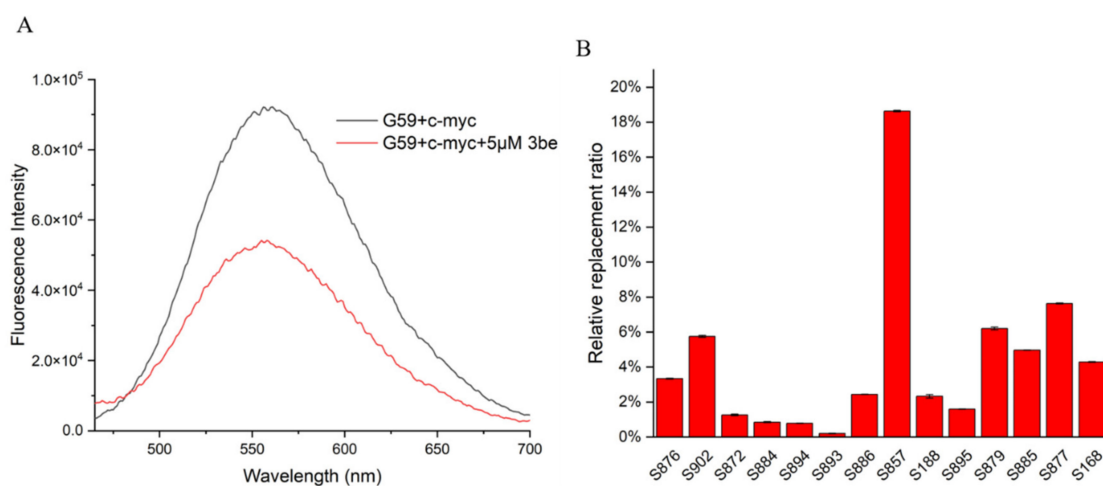 A
Fluorescence Intensity
1.0×10⁵
8.0×10⁴
6.0×10⁴
4.0×10⁴
2.0×10⁴
0.0
500
550
600
650
700
Wavelength (nm)
G59+c-myc
G59+c-myc+5μM 3be
B
Relative replacement ratio
20%
18%
16%
14%
12%
10%
8%
6%
4%
2%
0%
S876
S902
S872
S884
S894
S893
S886
S857
S188
S895
S879
S885
S877
S168